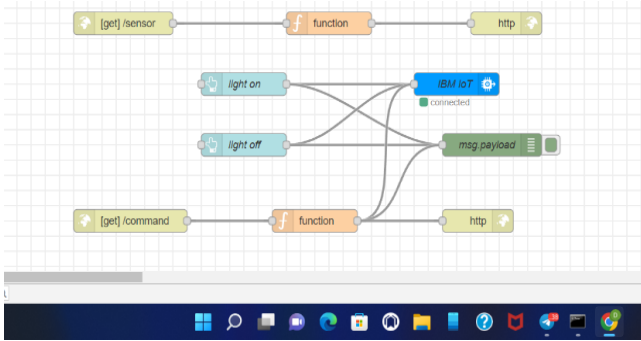 [get] /sensor
function
http
light on
IBM IoT
connected
light off
msg.payload
[get] /command
function
http